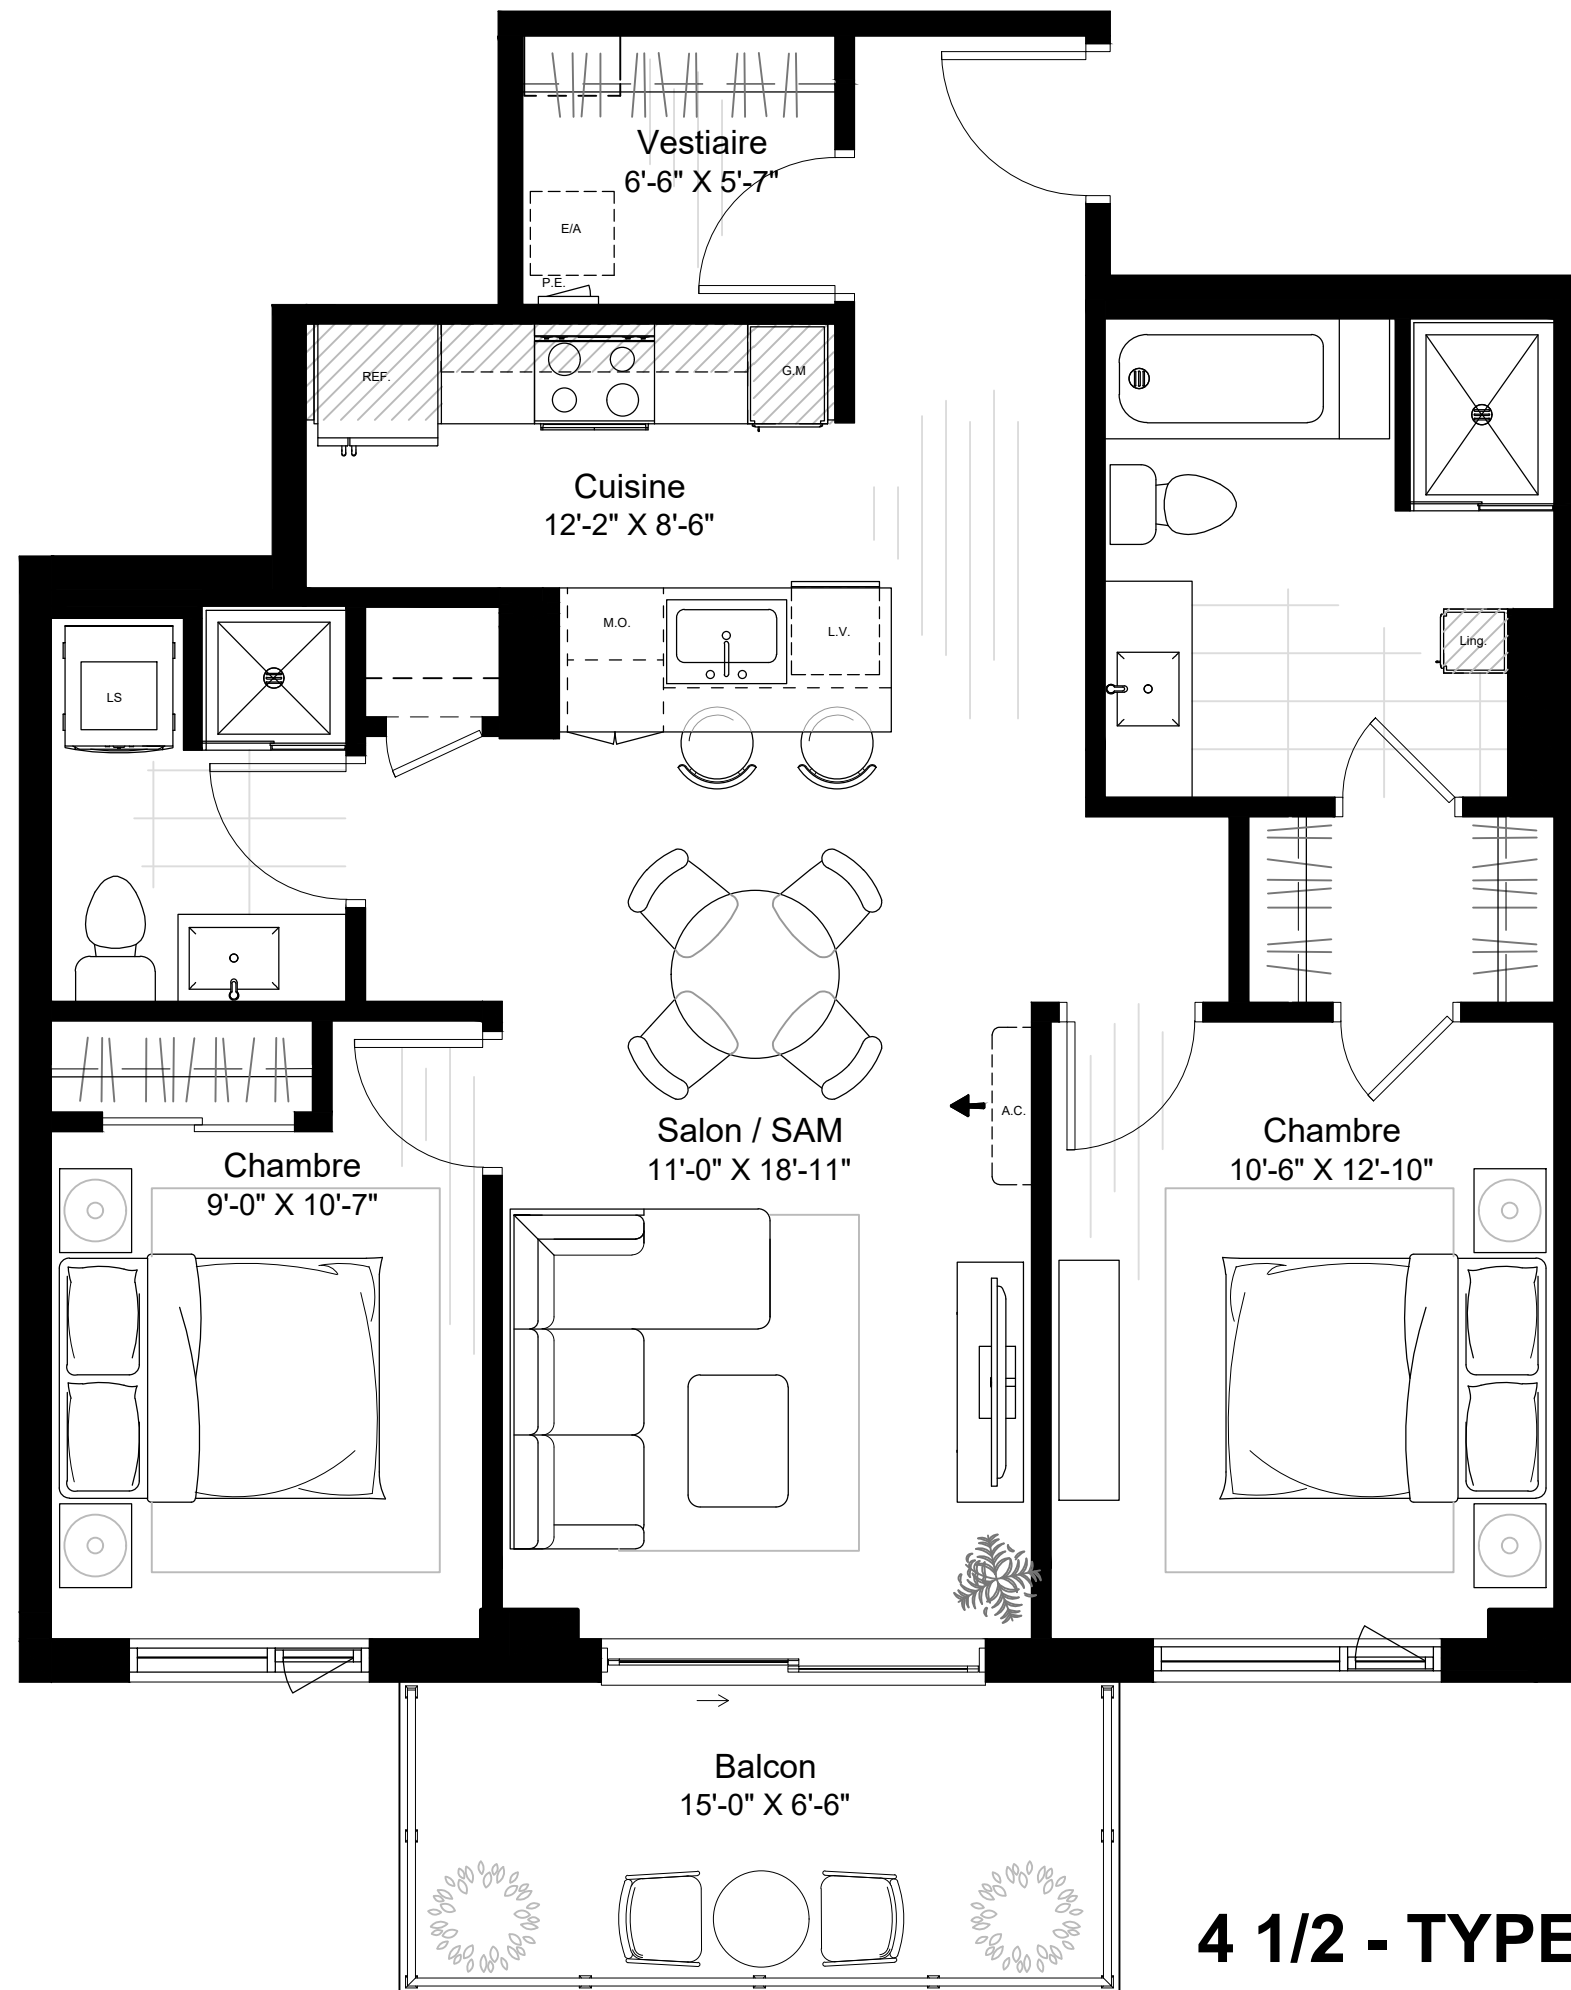 Vestiaire
6'-6" X 5'-7"
E/A
P.E.
REF.
G.M
Cuisine
12'-2" X 8'-6"
M.O.
L.V.
Ling.
LS
A.C.
Salon / SAM
11'-0" X 18'-11"
Chambre
10'-6" X 12'-10"
Chambre
9'-0" X 10'-7"
Balcon
15'-0" X 6'-6"
4 1/2 - TYPE